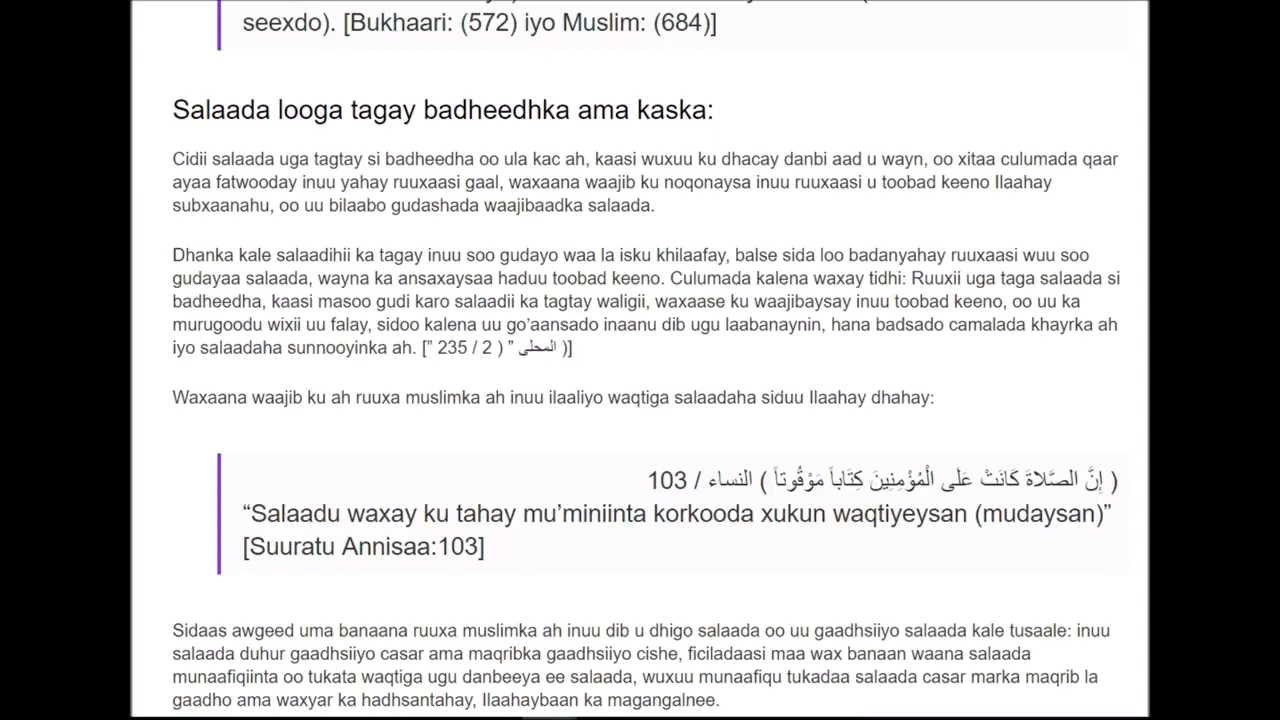 seexdo). [Bukhaari: (572) iyo Muslim: (684)]
Salaada looga tagay badheedhka ama kaska:
Cidii salaada uga tagtay si badheedha oo ula kac ah, kaasi wuxuu ku dhacay danbi aad u wayn, oo xitaa culumada qaar
ayaa fatwooday inuu yahay ruuxaasi gaal, waxaana waajib ku noqonaysa inuu ruuxaasi u toobad keeno Ilaahay
subxaanahu, oo uu bilaabo gudashada waajibaadka salaada.
Dhanka kale salaadihii ka tagay inuu soo gudayo waa la isku khilaafay, balse sida loo badanyahay ruuxaasi wuu soo
gudayaa salaada, wayna ka ansaxaysaa haduu toobad keeno. Culumada kalena waxay tidhi: Ruuxii uga taga salaada si
badheedha, kaasi masoo gudi karo salaadii ka tagtay waligii, waxaase ku waajibaysay inuu toobad keeno, oo uu ka
murugoodu wixii uu falay, sidoo kalena uu go’aansado inaanu dib ugu laabanaynin, hana badsado camalada khayrka ah
iyo salaadaha sunnooyinka ah. [” المحلى ” ( 2 / 235 )]
Waxaana waajib ku ah ruuxa muslimka ah inuu ilaaliyo waqtiga salaadaha siduu Ilaahay dhahay:
( إِنَّ الصَّلاةَ كَانَتْ عَلَى الْمُؤْمِنِينَ كِتَاباً مَوْقُوتاً ) النساء / 103
“Salaadu waxay ku tahay mu’miniinta korkooda xukun waqtiyeysan (mudaysan)”
[Suuratu Annisaa:103]
Sidaas awgeed uma banaana ruuxa muslimka ah inuu dib u dhigo salaada oo uu gaadhsiiyo salaada kale tusaale: inuu
salaada duhur gaadhsiiyo casar ama maqribka gaadhsiiyo cishe, ficiladaasi maa wax banaan waana salaada
munaafiqiinta oo tukata waqtiga ugu danbeeya ee salaada, wuxuu munaafiqu tukadaa salaada casar marka maqrib la
gaadho ama waxyar ka hadhsantahay, Ilaahaybaan ka magangalnee.